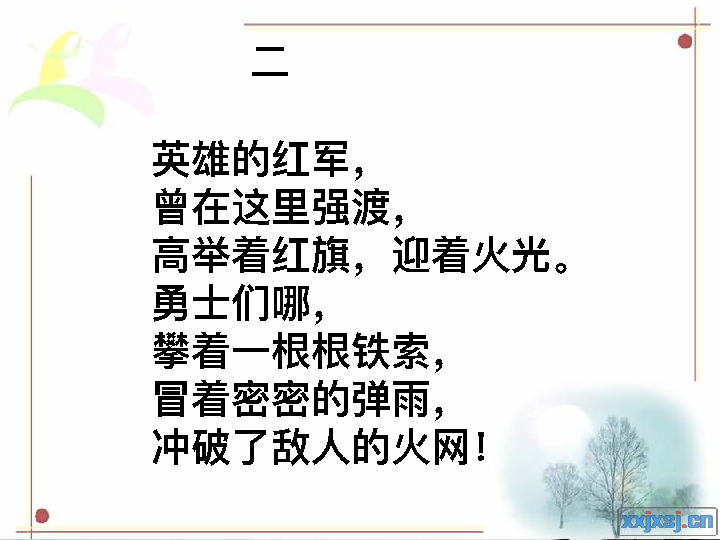 二
英雄的红军，
曾在这里强渡，
高举着红旗，迎着火光。
勇士们哪，
攀着一根根铁索，
冒着密密的弹雨，
冲破了敌人的火网！
xxjxsj.cn